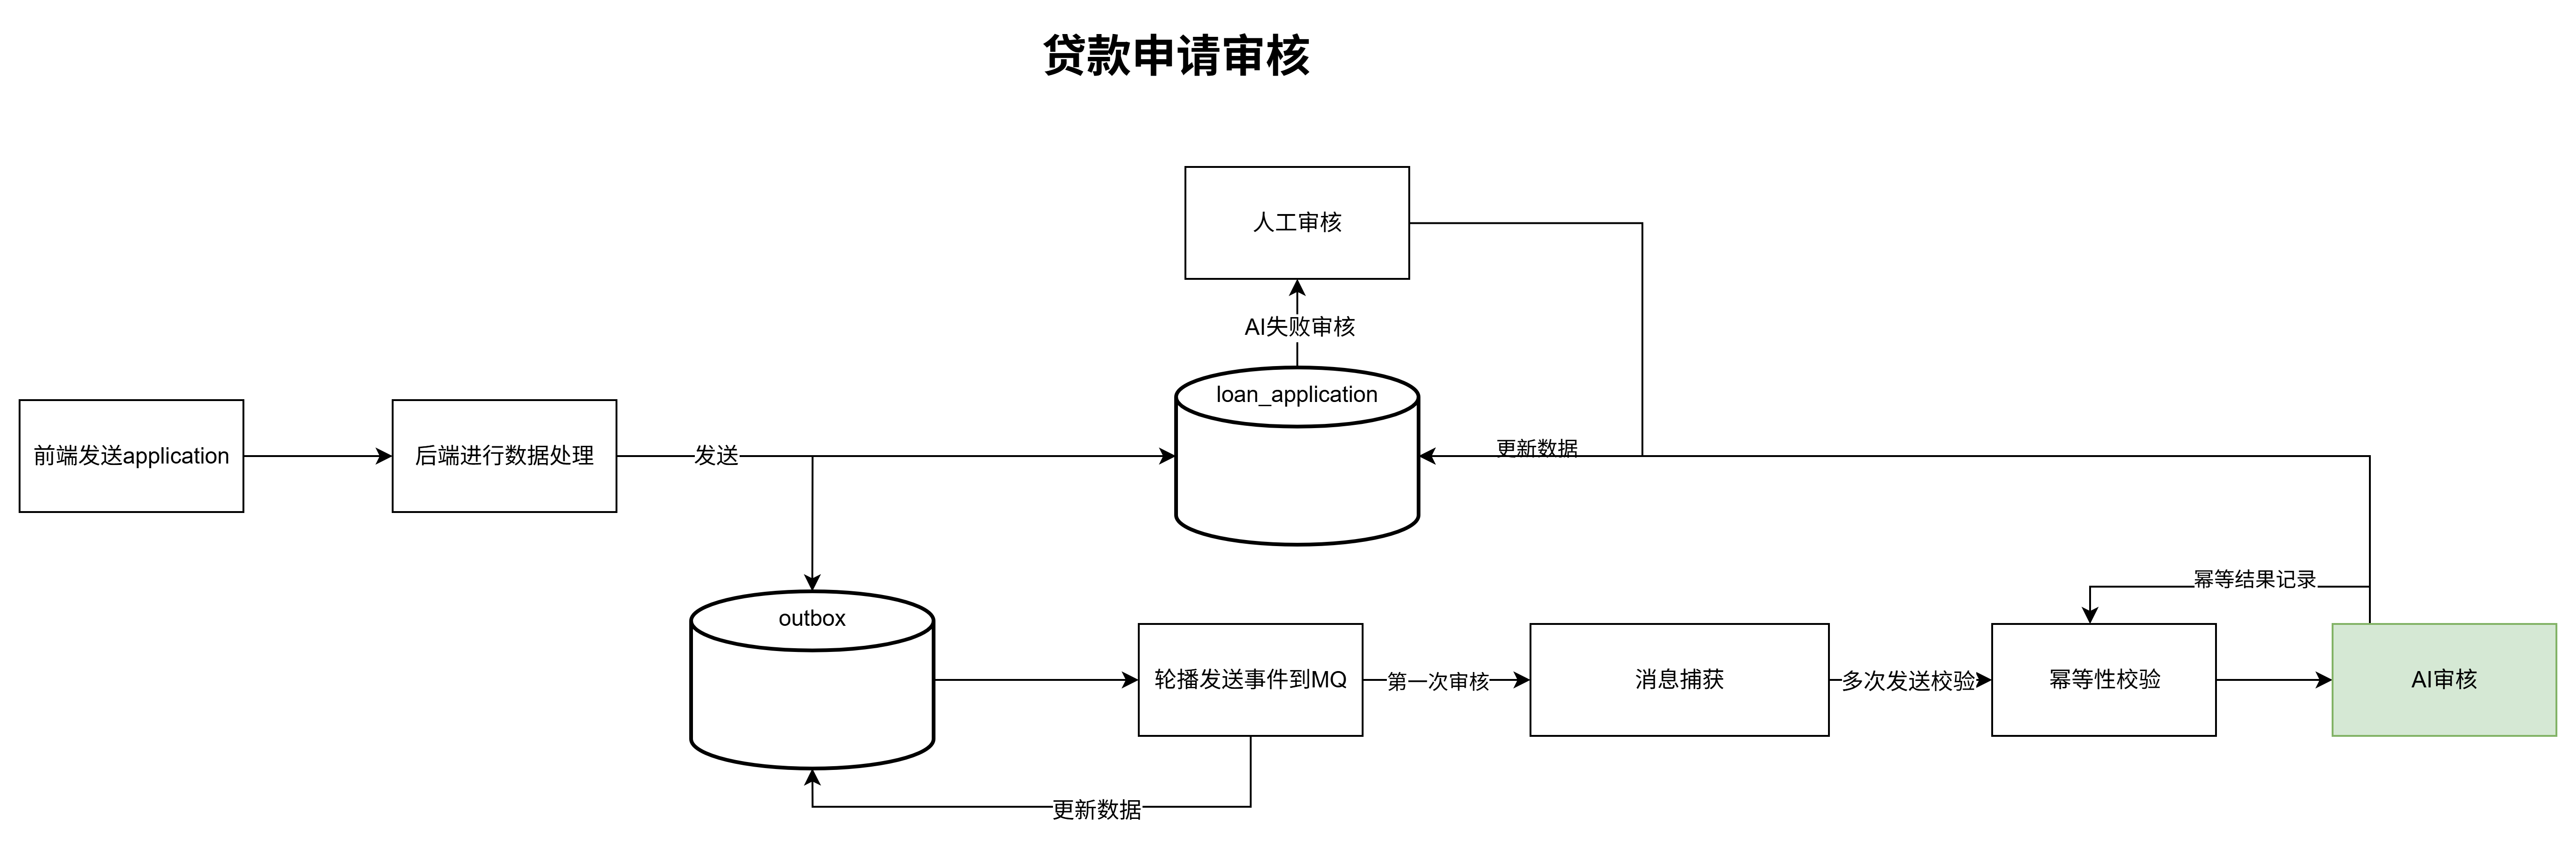 贷款申请审核
人工审核
AI失败审核
loan_application
前端发送application
后端进行数据处理
发送
更新数据
幂等结果记录
outbox
轮播发送事件到MQ
第一次审核
消息捕获
多次发送校验
幂等性校验
AI审核
更新数据